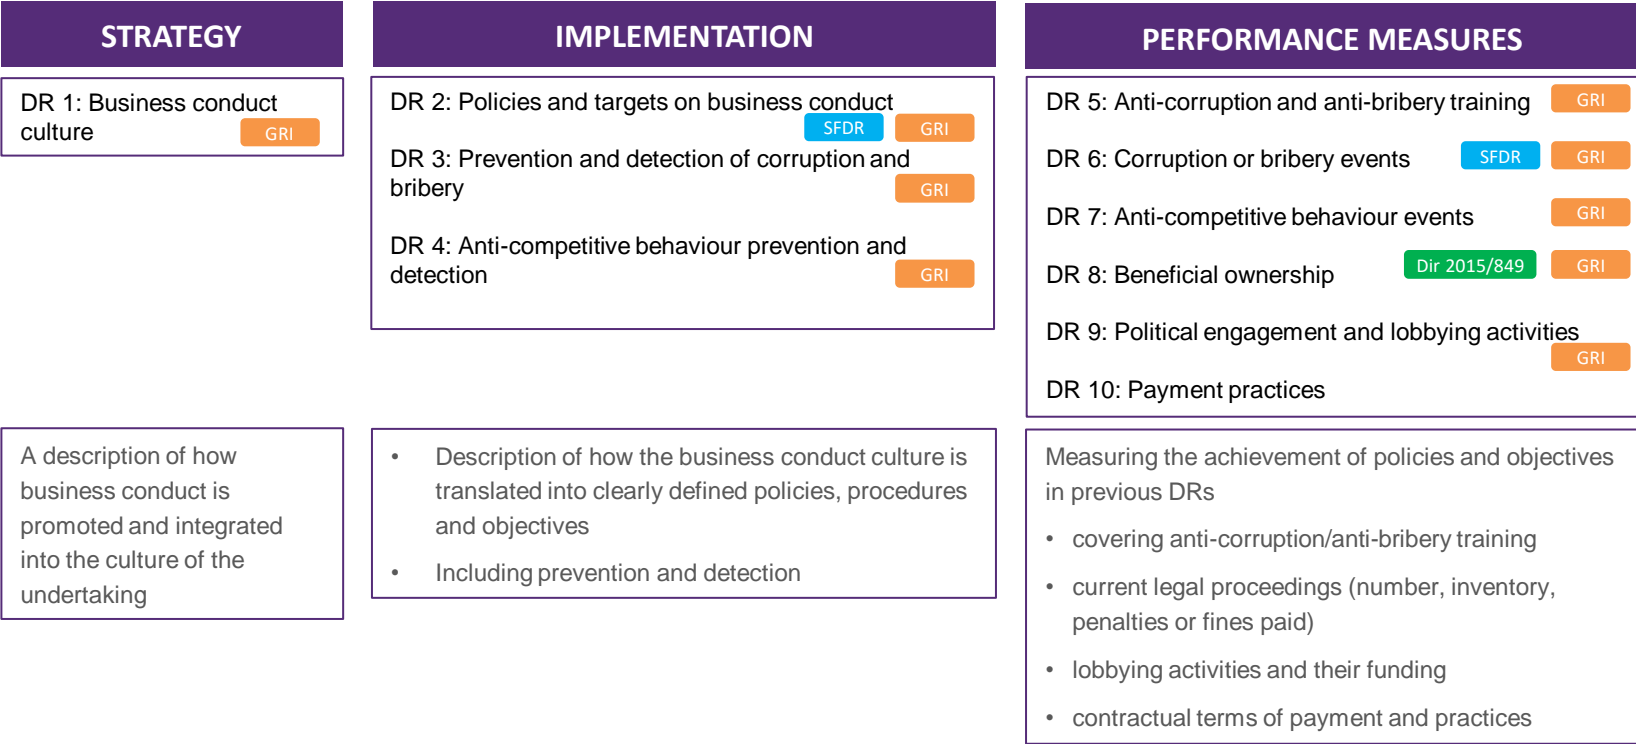 STRATEGY
DR 1: Business conduct
culture
GRI
A description of how
business conduct is
promoted and integrated
into the culture of the
undertaking
IMPLEMENTATION
DR 2: Policies and targets on business conduct
SFDR GRI
DR 3: Prevention and detection of corruption and
bribery
GRI
DR 4: Anti-competitive behaviour prevention and
detection
GRI
• Description of how the business conduct culture is
translated into clearly defined policies, procedures
and objectives
• Including prevention and detection
PERFORMANCE MEASURES
DR 5: Anti-corruption and anti-bribery training GRI
DR 6: Corruption or bribery events SFDR GRI
DR 7: Anti-competitive behaviour events GRI
DR 8: Beneficial ownership Dir 2015/849 GRI
DR 9: Political engagement and lobbying activities
GRI
DR 10: Payment practices
Measuring the achievement of policies and objectives
in previous DRs
• covering anti-corruption/anti-bribery training
• current legal proceedings (number, inventory,
penalties or fines paid)
• lobbying activities and their funding
• contractual terms of payment and practices